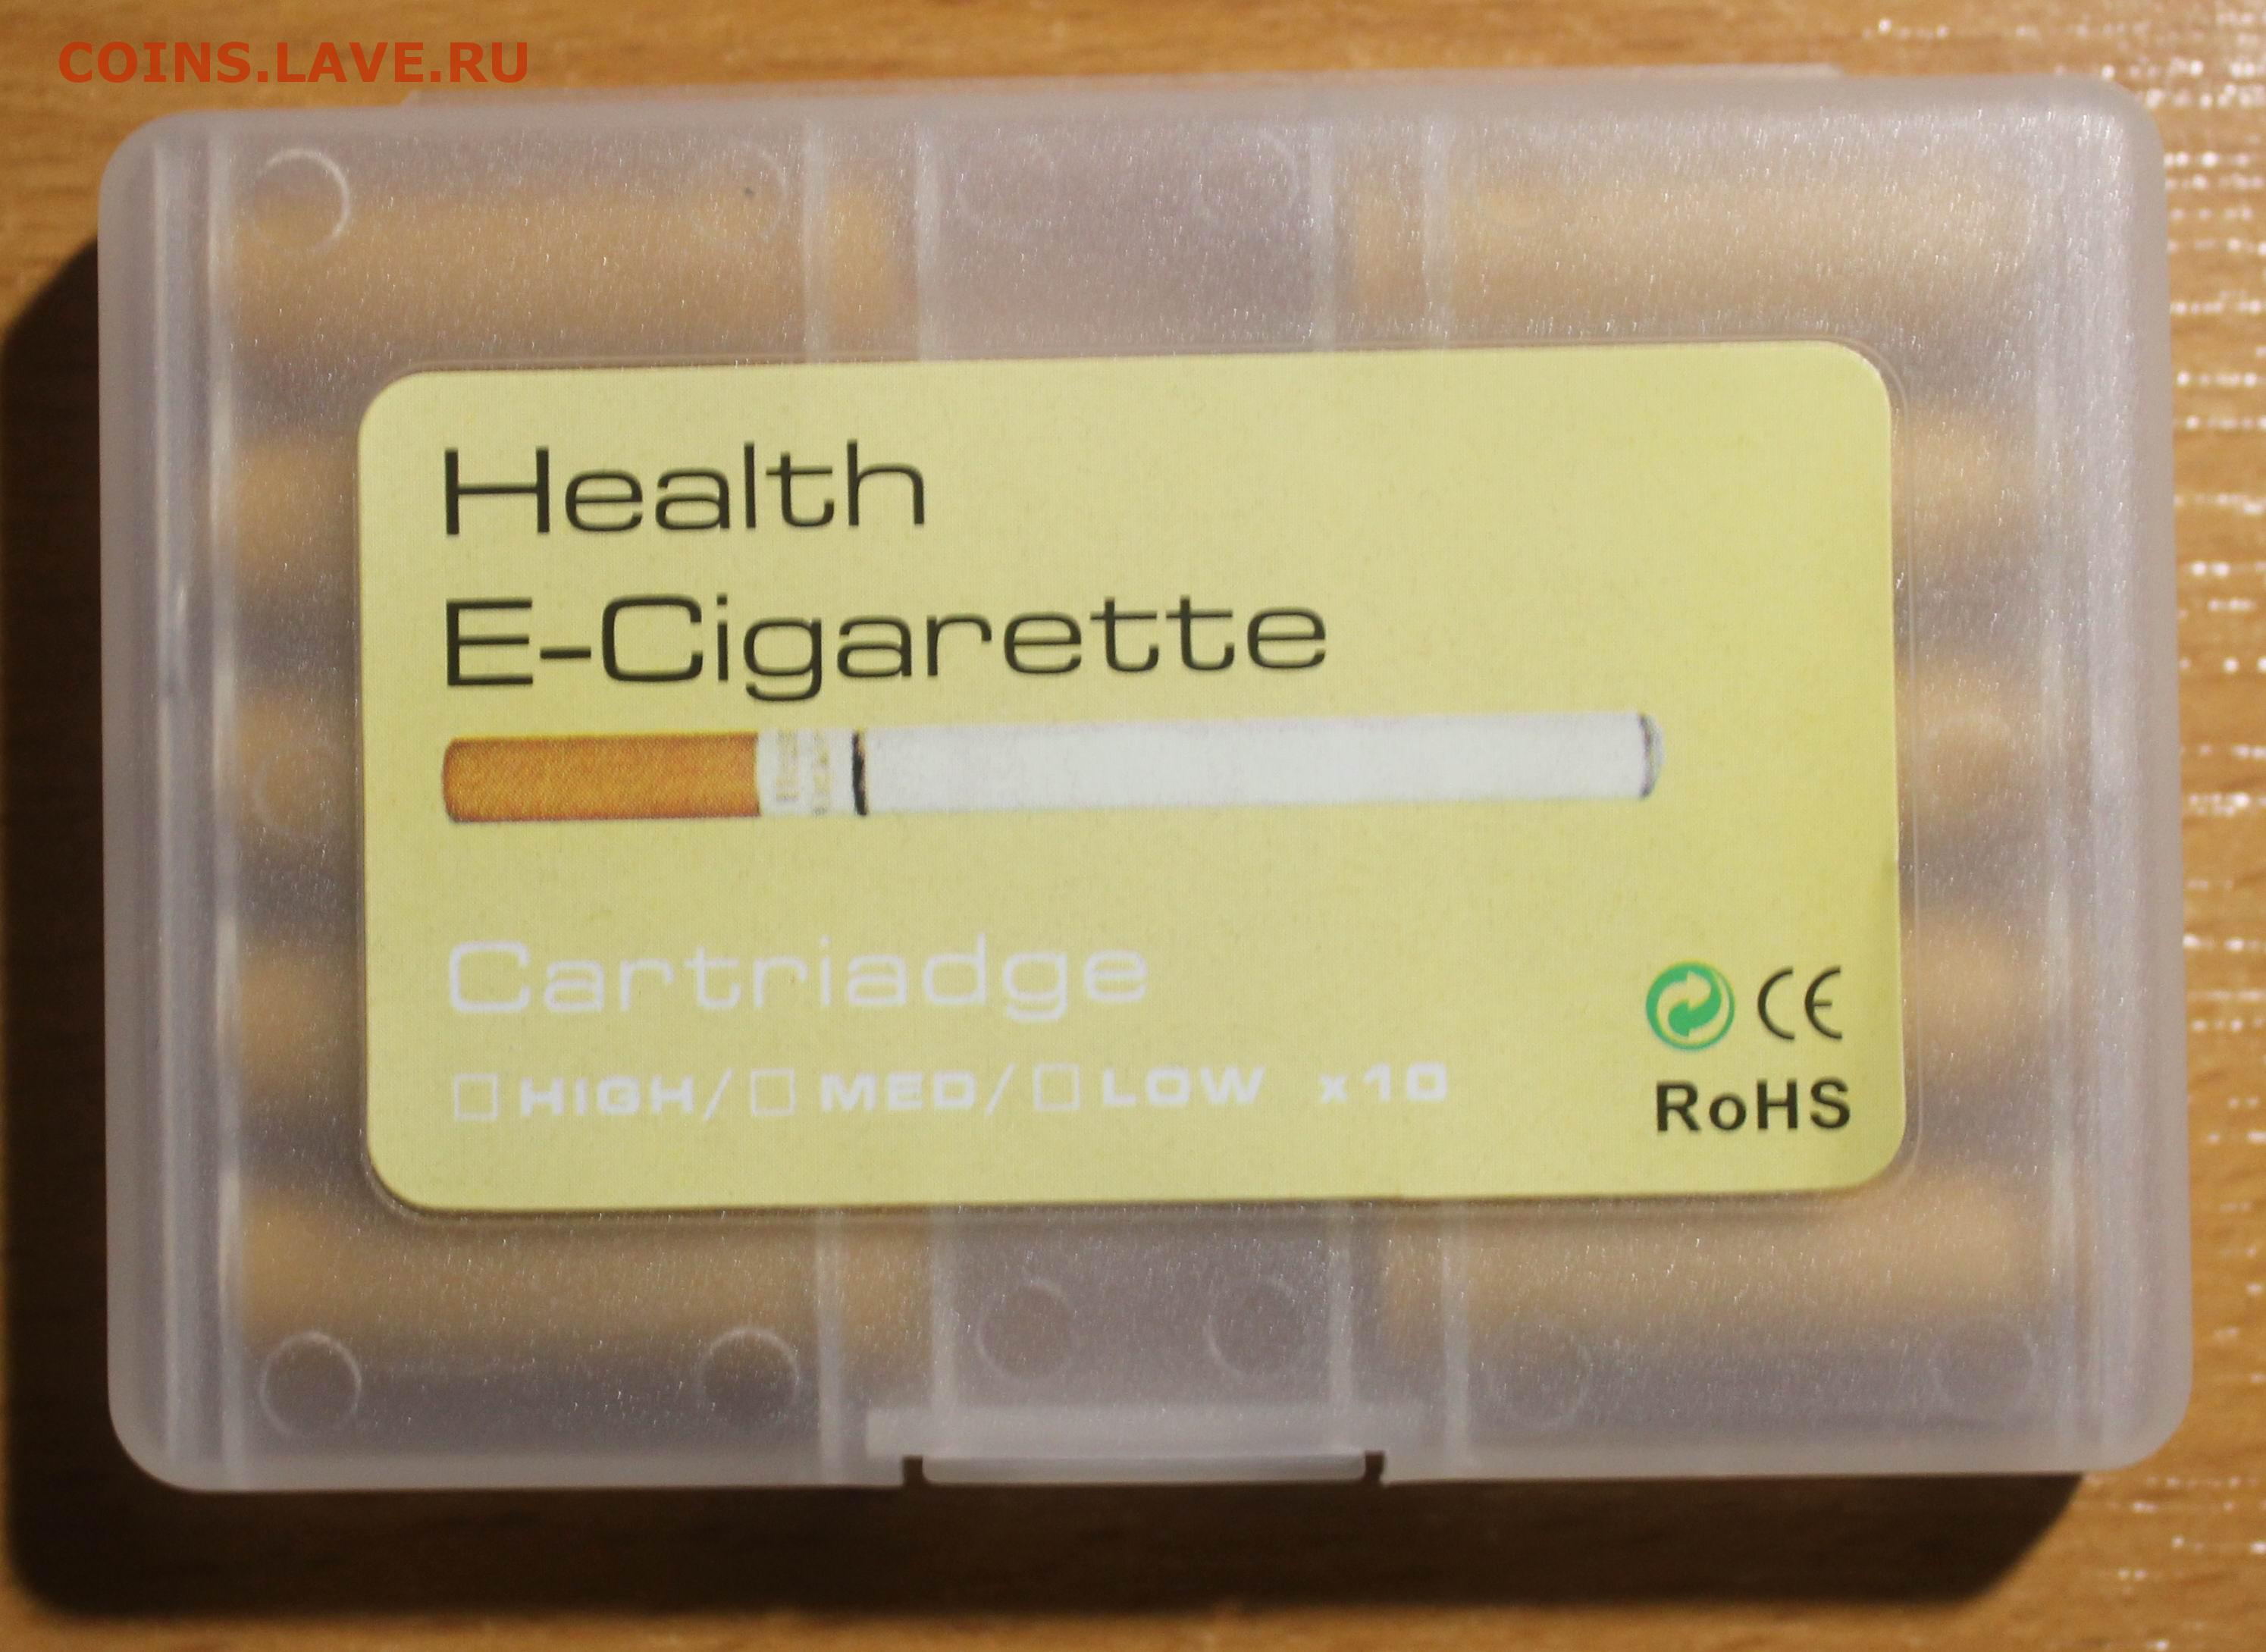 COINS.LAVE.RU
Health
E-Cigarette
Cartriadge
HIGH/ MED/ LOW x10
CE
RoHS